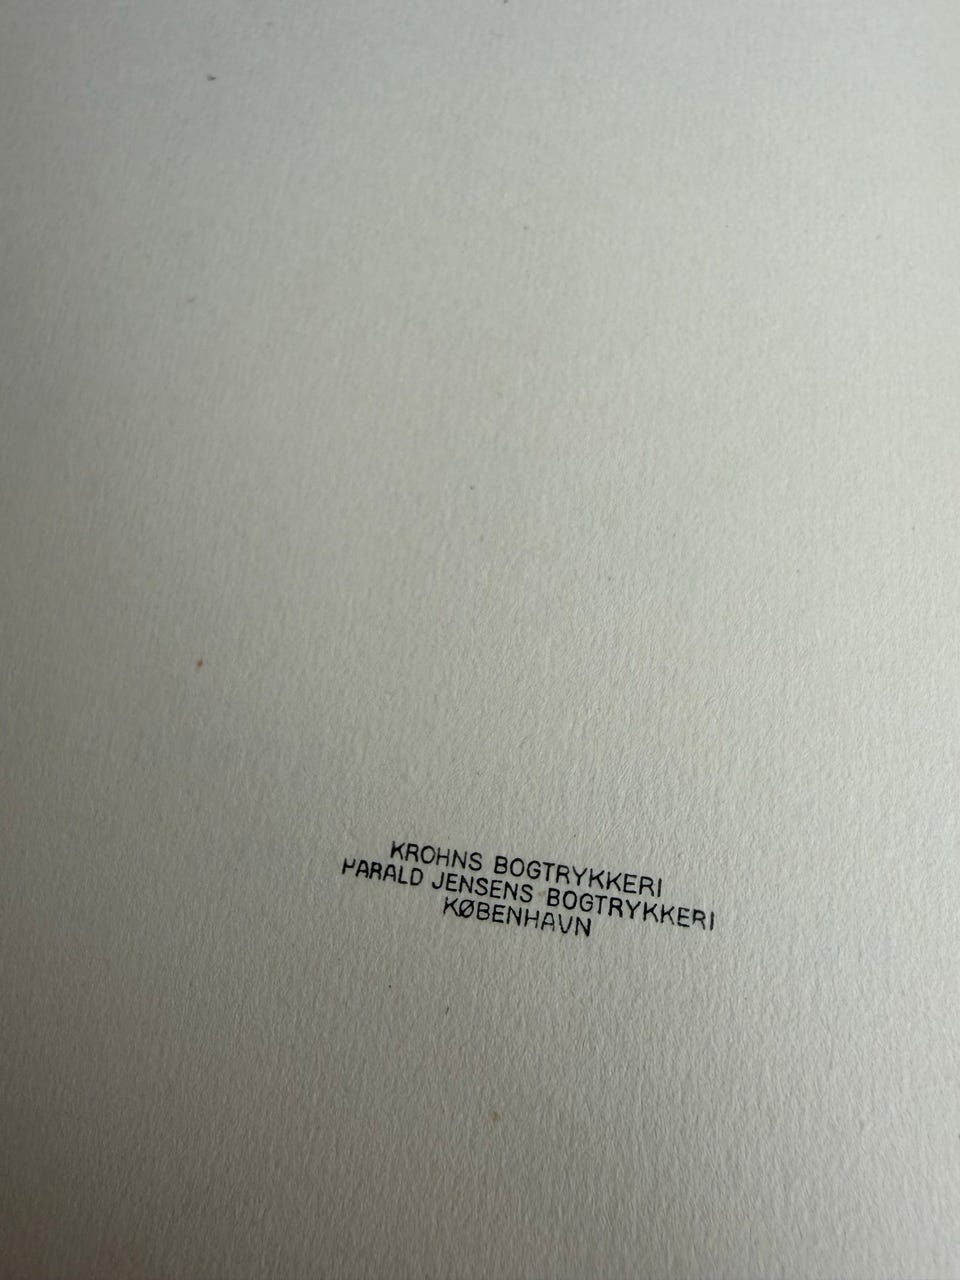 KROHNS BOGTRYKKERI
HARALD JENSENS BOGTRYKKERI
KØBENHAVN